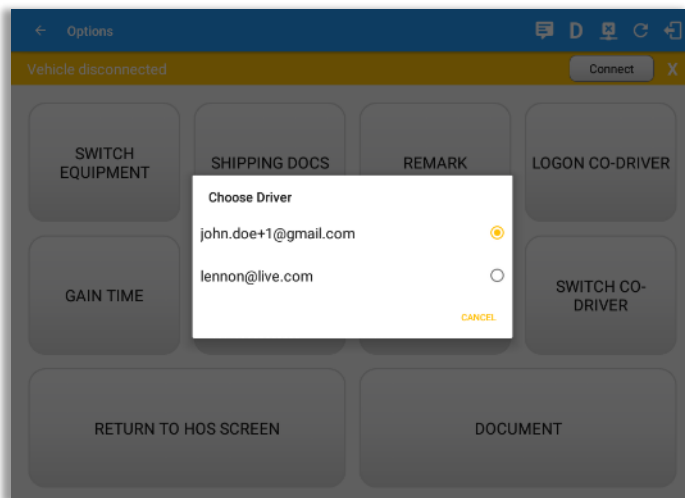 Options
D
Vehicle disconnected
Connect
X
SWITCH
EQUIPMENT
SHIPPING DOCS
REMARK
LOGON CO-DRIVER
Choose Driver
john.doe+1@gmail.com
lennon@live.com
CANCEL
GAIN TIME
SWITCH CO-
DRIVER
RETURN TO HOS SCREEN
DOCUMENT